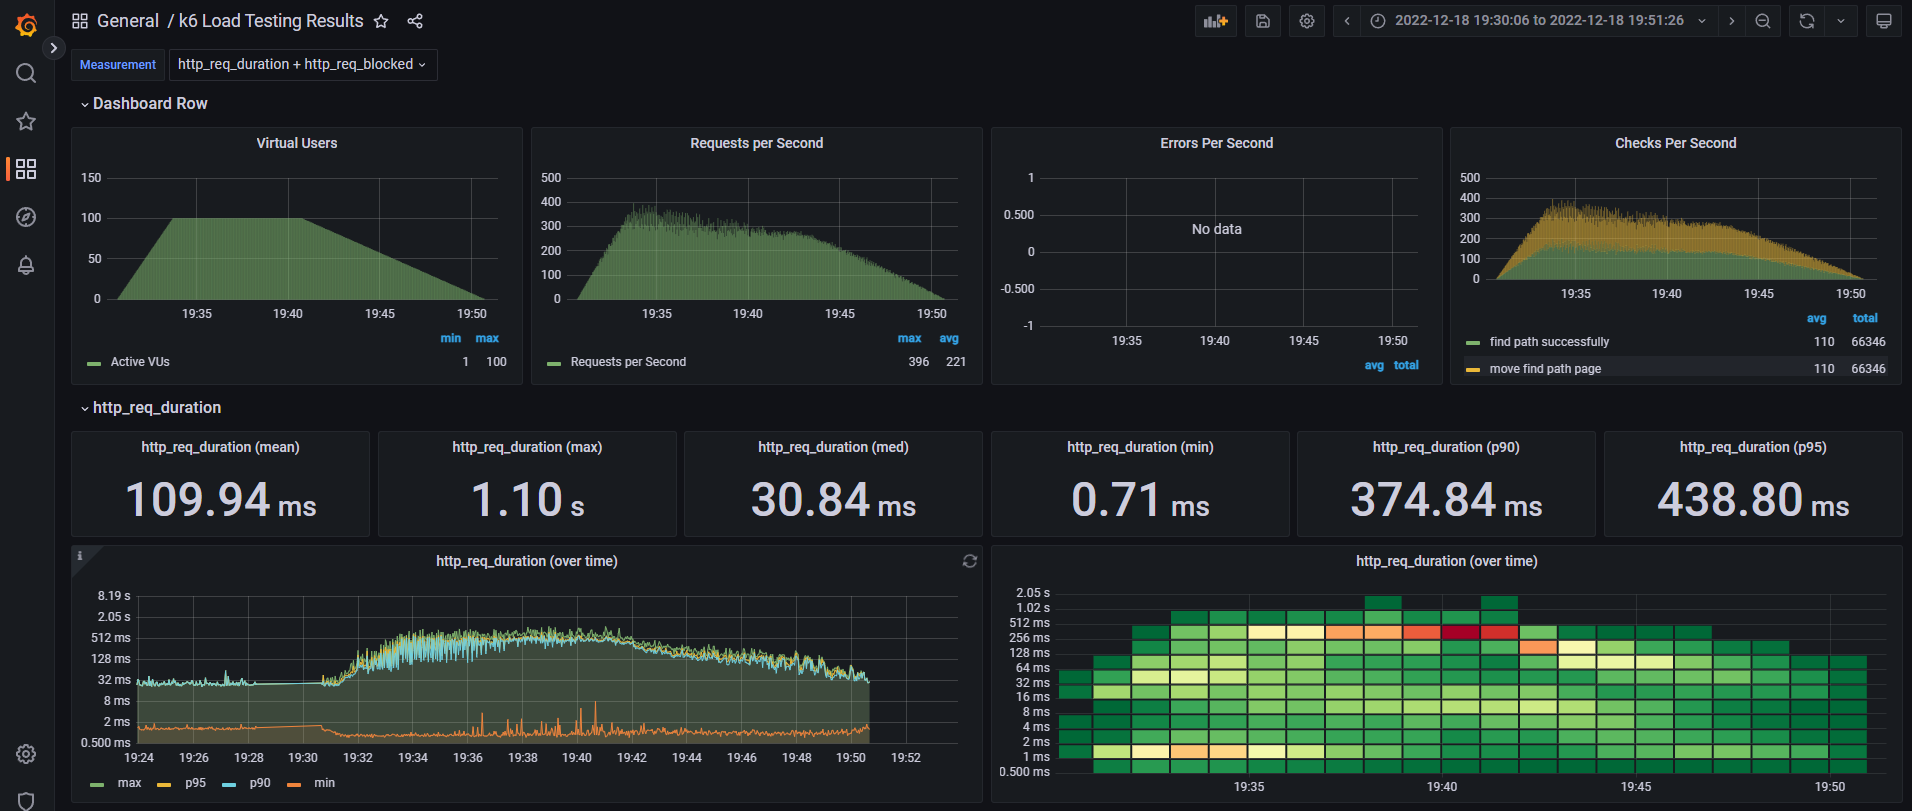 General / k6 Load Testing Results
2022-12-18 19:30:06 to 2022-12-18 19:51:26
Measurement http_req_duration + http_req_blocked
Dashboard Row
Virtual Users
150
100
50
0
19:35 19:40 19:45 19:50
min max
Active VUs 1 100
Requests per Second
500
400
300
200
100
0
19:35 19:40 19:45 19:50
max avg
Requests per Second 396 221
Errors Per Second
1
0.500
0
-0.500
-1
No data
19:35 19:40 19:45 19:50
avg total
Checks Per Second
500
400
300
200
100
0
19:35 19:40 19:45 19:50
avg total
find path successfully 110 66346
move find path page 110 66346
http_req_duration
http_req_duration (mean)
109.94 ms
http_req_duration (max)
1.10 s
http_req_duration (med)
30.84 ms
http_req_duration (min)
0.71 ms
http_req_duration (p90)
374.84 ms
http_req_duration (p95)
438.80 ms
http_req_duration (over time)
8.19 s
2.05 s
512 ms
128 ms
32 ms
8 ms
2 ms
0.500 ms
19:24 19:26 19:28 19:30 19:32 19:34 19:36 19:38 19:40 19:42 19:44 19:46 19:48 19:50 19:52
max p95 p90 min
http_req_duration (over time)
2.05 s
1.02 s
512 ms
256 ms
128 ms
64 ms
32 ms
16 ms
8 ms
4 ms
2 ms
1 ms
0.500 ms
19:35 19:40 19:45 19:50